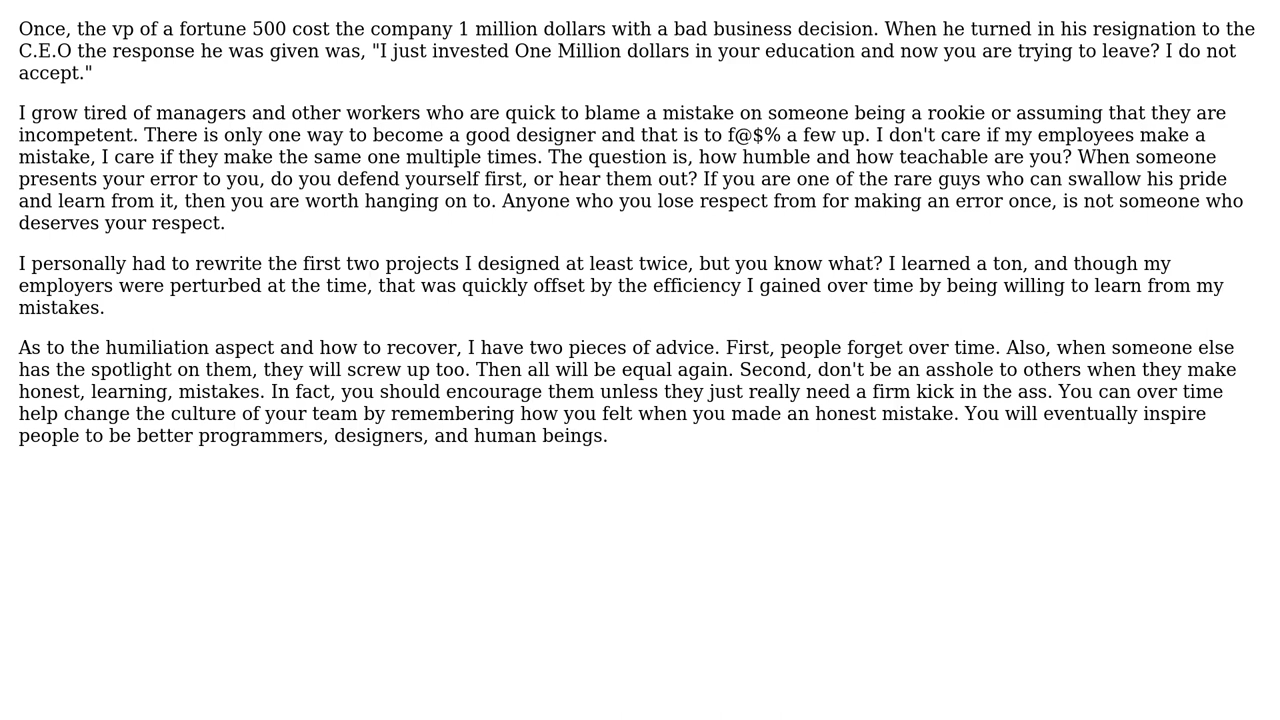 Once, the vp of a fortune 500 cost the company 1 million dollars with a bad business decision. When he turned in his resignation to the
C.E.O the response he was given was, "I just invested One Million dollars in your education and now you are trying to leave? I do not
accept."
I grow tired of managers and other workers who are quick to blame a mistake on someone being a rookie or assuming that they are
incompetent. There is only one way to become a good designer and that is to f@$% a few up. I don't care if my employees make a
mistake, I care if they make the same one multiple times. The question is, how humble and how teachable are you? When someone
presents your error to you, do you defend yourself first, or hear them out? If you are one of the rare guys who can swallow his pride
and learn from it, then you are worth hanging on to. Anyone who you lose respect from for making an error once, is not someone who
deserves your respect.
I personally had to rewrite the first two projects I designed at least twice, but you know what? I learned a ton, and though my
employers were perturbed at the time, that was quickly offset by the efficiency I gained over time by being willing to learn from my
mistakes.
As to the humiliation aspect and how to recover, I have two pieces of advice. First, people forget over time. Also, when someone else
has the spotlight on them, they will screw up too. Then all will be equal again. Second, don't be an asshole to others when they make
honest, learning, mistakes. In fact, you should encourage them unless they just really need a firm kick in the ass. You can over time
help change the culture of your team by remembering how you felt when you made an honest mistake. You will eventually inspire
people to be better programmers, designers, and human beings.